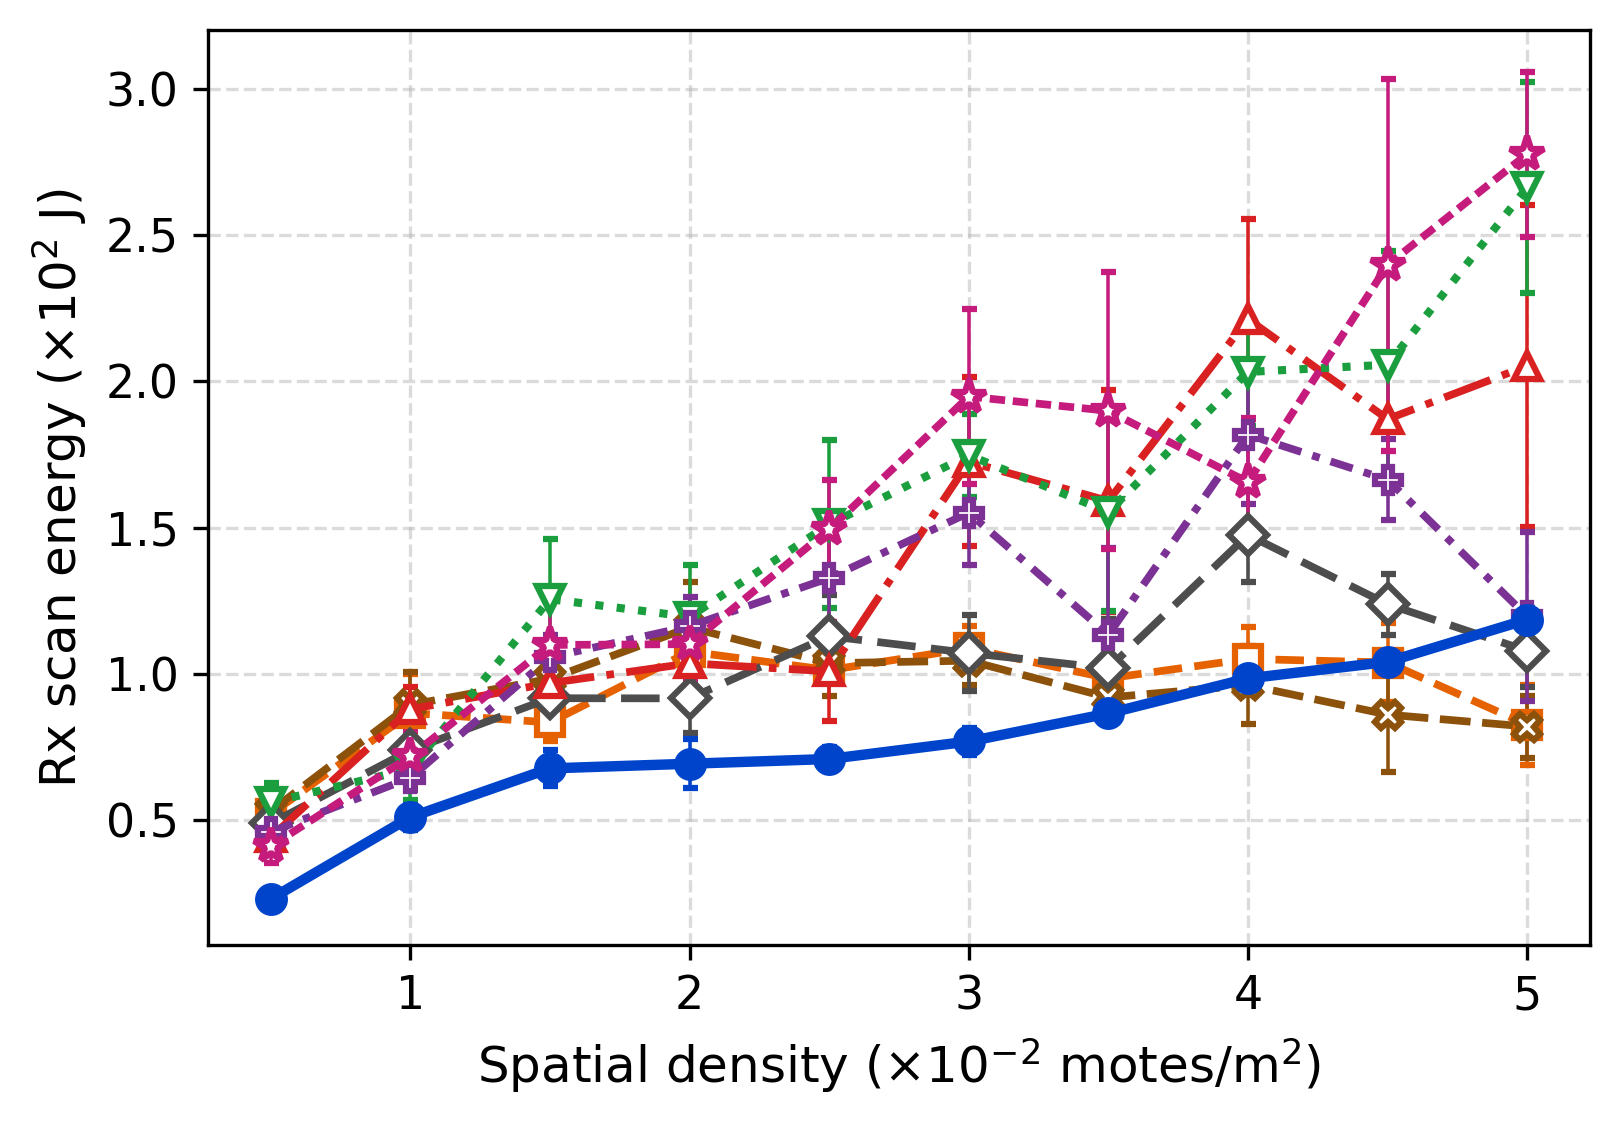 3.0
2.5
2.0
1.5
1.0
0.5
Rx scan energy (×10² J)
1 2 3 4 5
Spatial density (×10⁻² motes/m²)